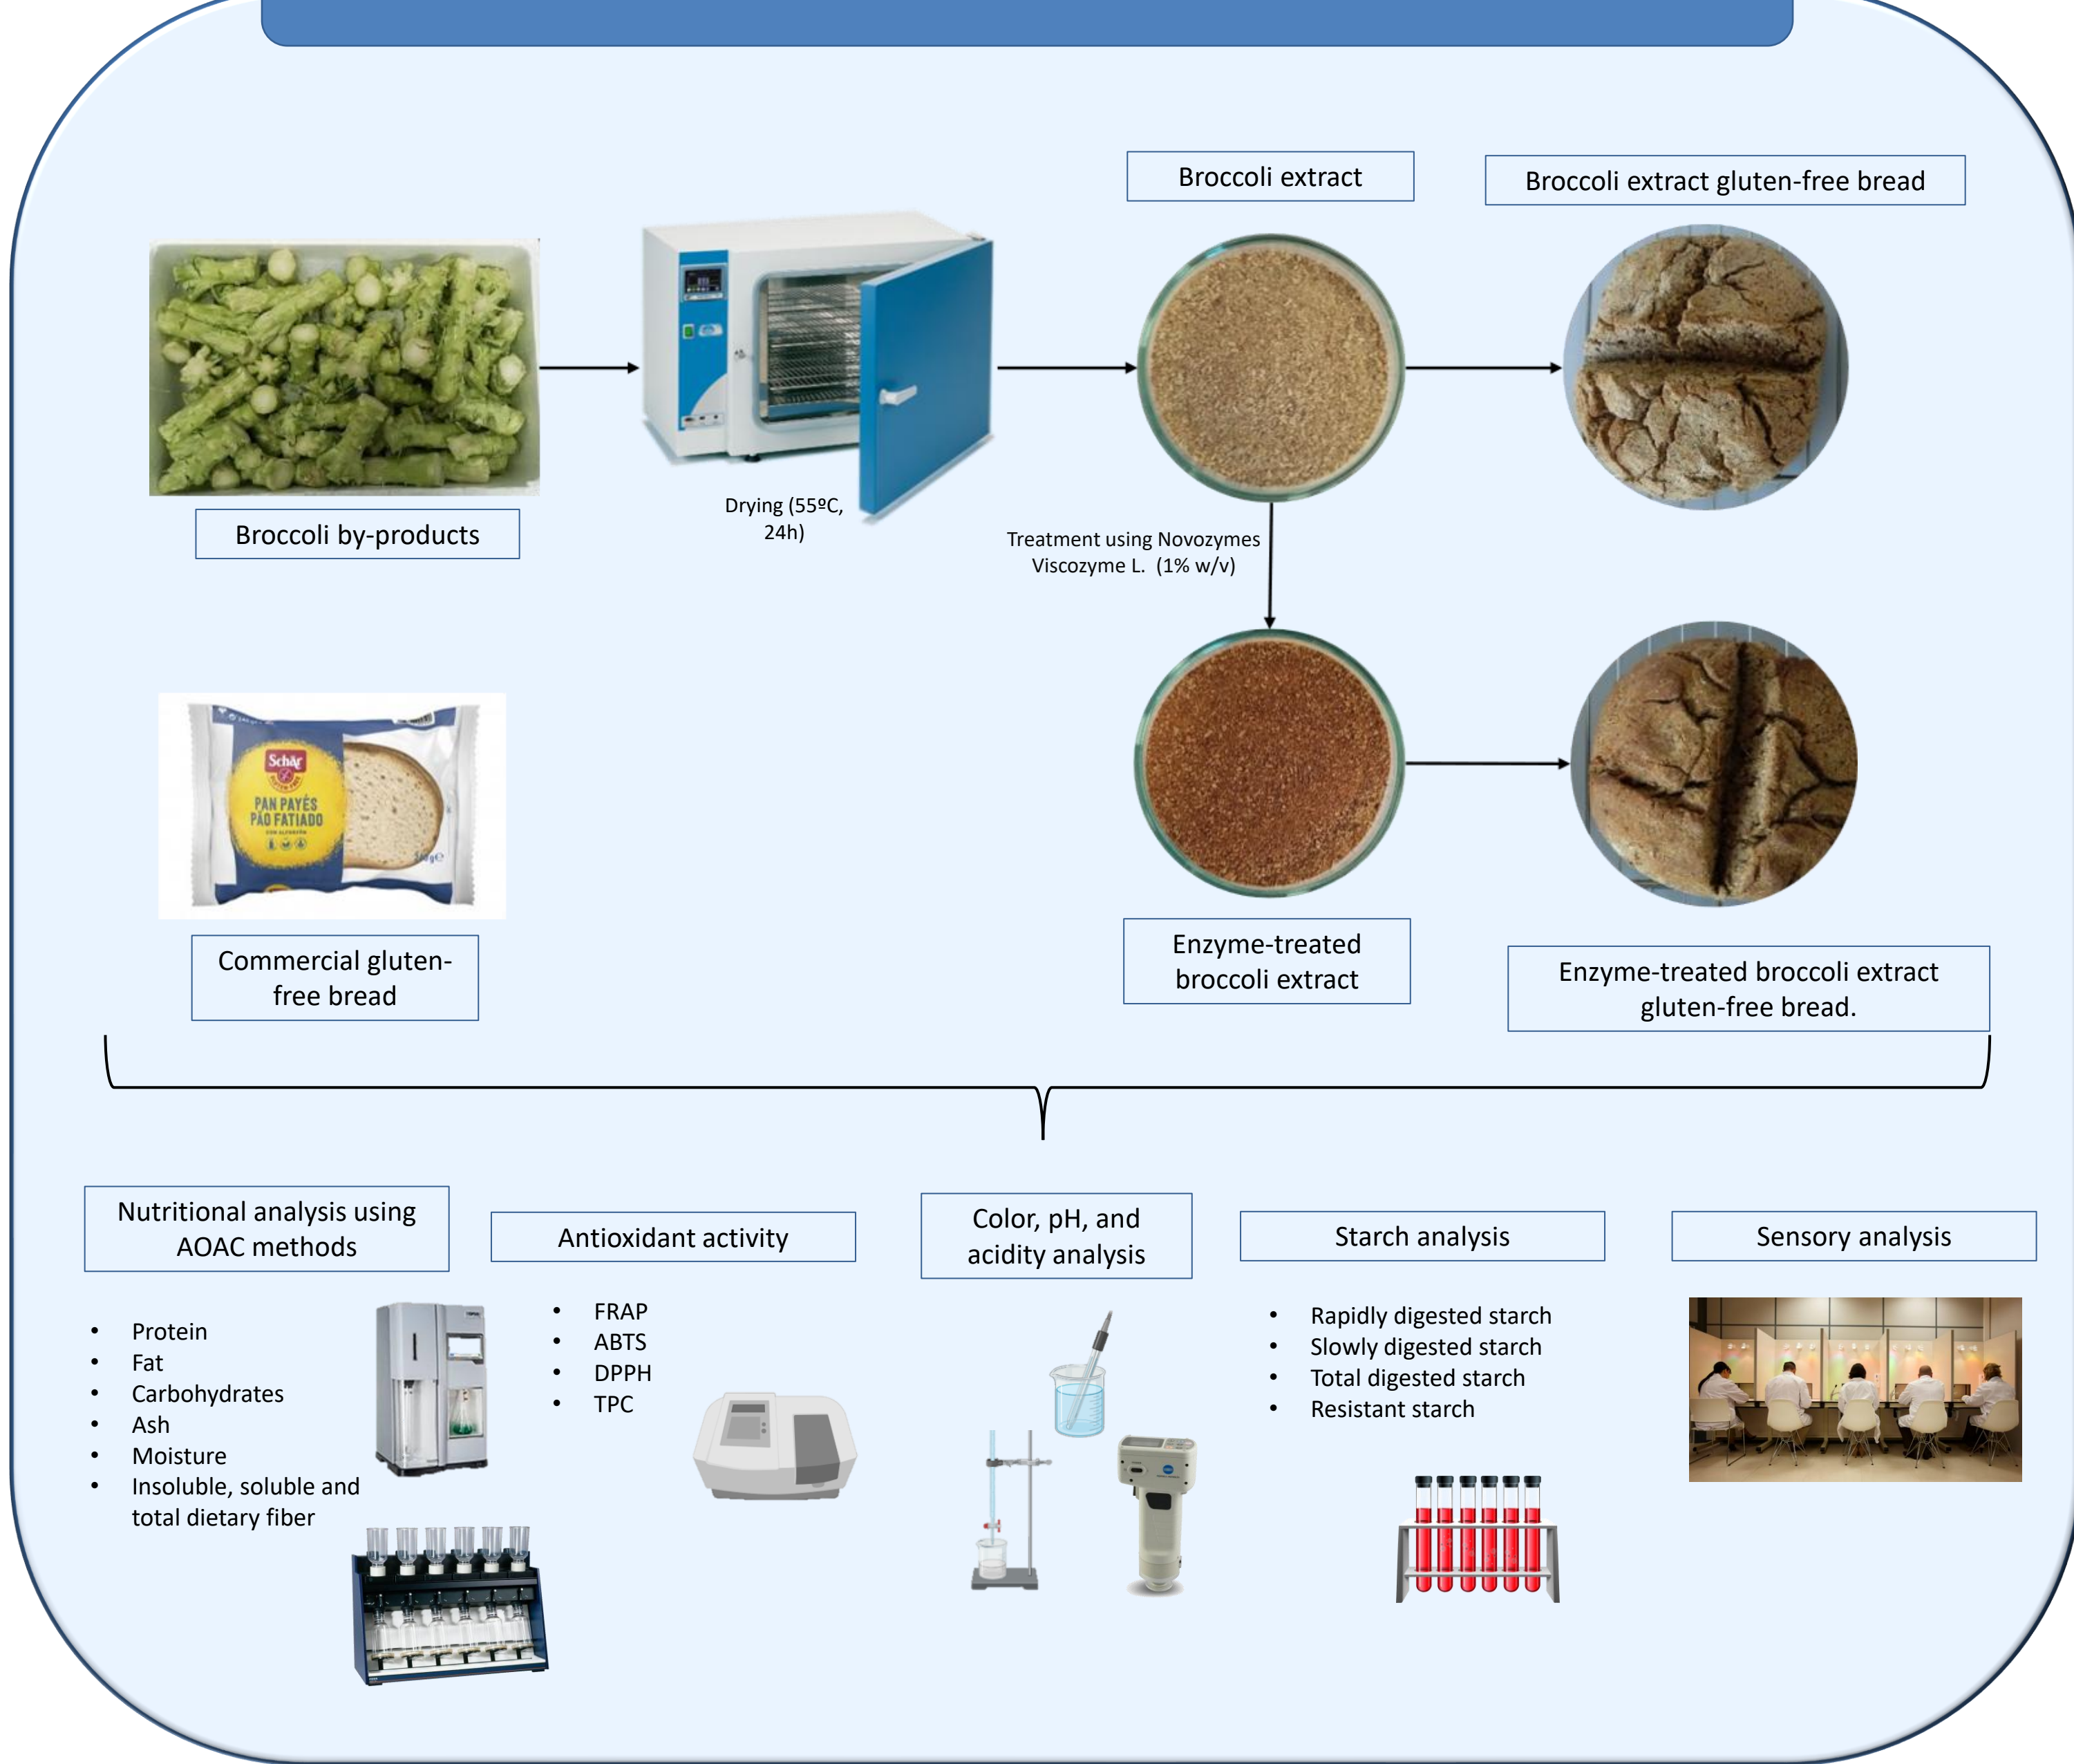 Broccoli extract
Broccoli extract gluten-free bread
Drying (55ºC,
24h)
Broccoli by-products
Treatment using Novozymes
Viscozyme L.  (1% w/v)
Schär
GLUTEN-FREE
PAN PAYÉS
PÃO FATIADO
Commercial gluten-
free bread
Enzyme-treated
broccoli extract
Enzyme-treated broccoli extract
gluten-free bread.
Nutritional analysis using
AOAC methods
• Protein
• Fat
• Carbohydrates
• Ash
• Moisture
• Insoluble, soluble and
total dietary fiber
Antioxidant activity
• FRAP
• ABTS
• DPPH
• TPC
Color, pH, and
acidity analysis
Starch analysis
• Rapidly digested starch
• Slowly digested starch
• Total digested starch
• Resistant starch
Sensory analysis